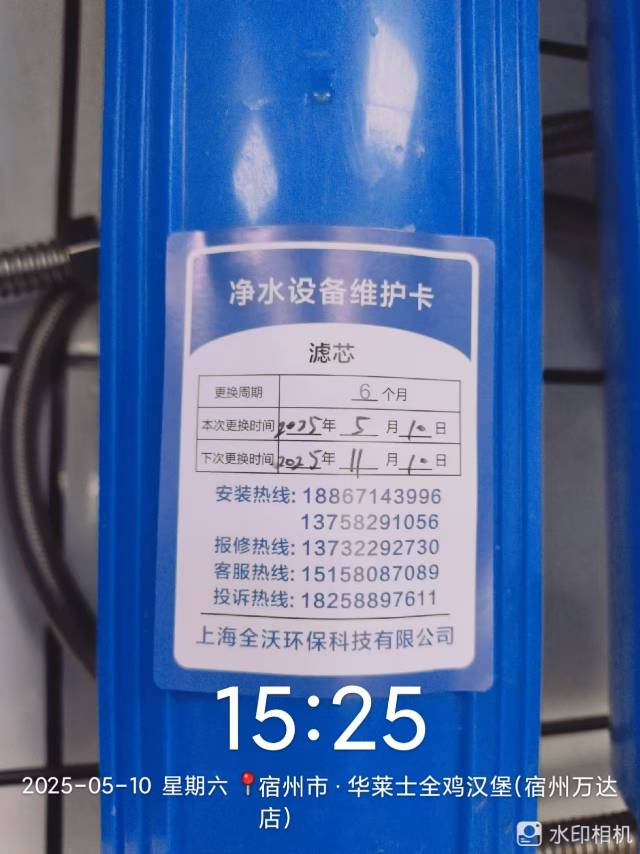 净水设备维护卡
滤芯
更换周期 6 个月
本次更换时间 2025年 5 月 10 日
下次更换时间 2025年 11 月 10 日
安装热线: 18867143996
13758291056
报修热线: 13732292730
客服热线: 15158087089
投诉热线: 18258897611
上海全沃环保科技有限公司
15:25
2025-05-10 星期六 📍宿州市·华莱士全鸡汉堡(宿州万达
店)
水印相机